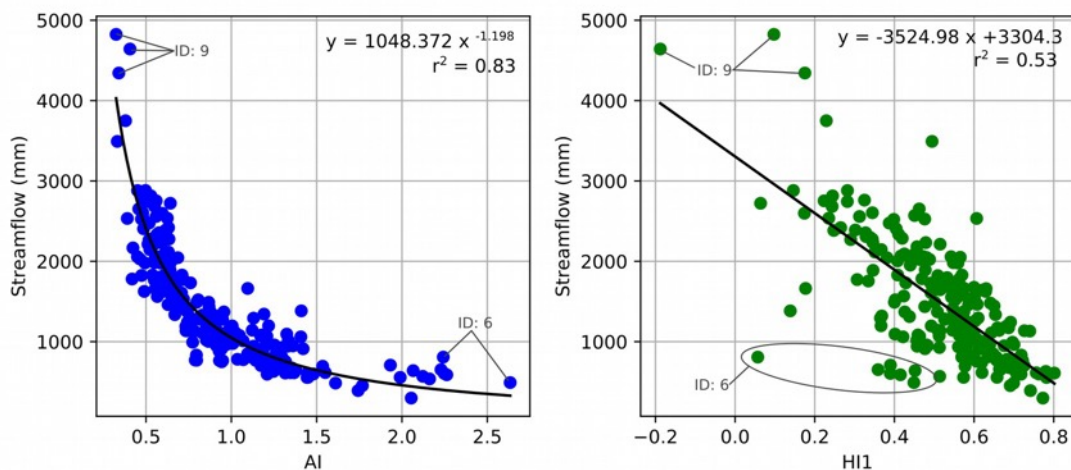 5000
4000
3000
2000
1000
Streamflow (mm)
ID: 9
y = 1048.372 x -1.198
r² = 0.83
ID: 6
0.5 1.0 1.5 2.0 2.5
AI
5000
4000
3000
2000
1000
Streamflow (mm)
y = -3524.98 x +3304.3
r² = 0.53
ID: 9
ID: 6
−0.2 0.0 0.2 0.4 0.6 0.8
HI1